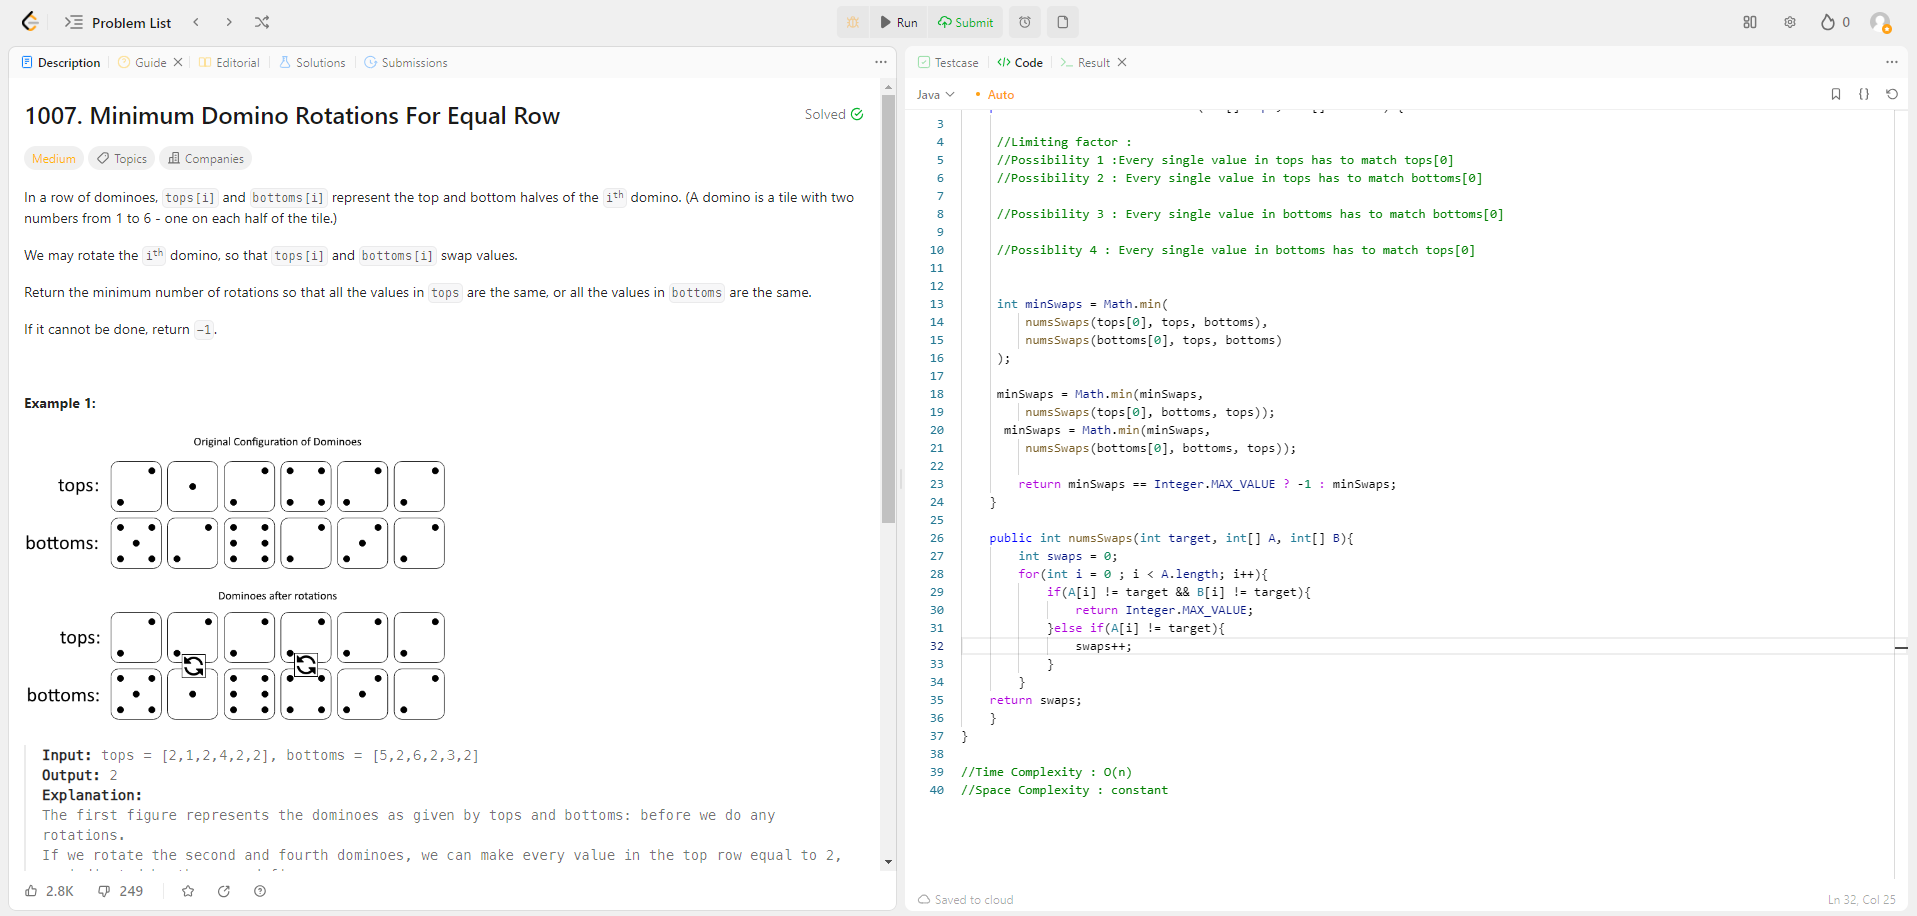 Problem List
Run
Submit
0
Description
Guide
Editorial
Solutions
Submissions
1007. Minimum Domino Rotations For Equal Row
Solved
Medium
Topics
Companies
In a row of dominoes, tops[i] and bottoms[i] represent the top and bottom halves of the ith domino. (A domino is a tile with two
numbers from 1 to 6 - one on each half of the tile.)
We may rotate the ith domino, so that tops[i] and bottoms[i] swap values.
Return the minimum number of rotations so that all the values in tops are the same, or all the values in bottoms are the same.
If it cannot be done, return -1.
Example 1:
Original Configuration of Dominoes
tops:
bottoms:
Dominoes after rotations
tops:
bottoms:
Input: tops = [2,1,2,4,2,2], bottoms = [5,2,6,2,3,2]
Output: 2
Explanation:
The first figure represents the dominoes as given by tops and bottoms: before we do any
rotations.
If we rotate the second and fourth dominoes, we can make every value in the top row equal to 2,
2.8K
249
Testcase
Code
Result
Java
Auto
3
4 //Limiting factor :
5 //Possibility 1 :Every single value in tops has to match tops[0]
6 //Possibility 2 : Every single value in tops has to match bottoms[0]
7
8 //Possibility 3 : Every single value in bottoms has to match bottoms[0]
9
10 //Possiblity 4 : Every single value in bottoms has to match tops[0]
11
12
13 int minSwaps = Math.min(
14 numsSwaps(tops[0], tops, bottoms),
15 numsSwaps(bottoms[0], tops, bottoms)
16 );
17
18 minSwaps = Math.min(minSwaps,
19 numsSwaps(tops[0], bottoms, tops));
20 minSwaps = Math.min(minSwaps,
21 numsSwaps(bottoms[0], bottoms, tops));
22
23 return minSwaps == Integer.MAX_VALUE ? -1 : minSwaps;
24 }
25
26 public int numsSwaps(int target, int[] A, int[] B){
27 int swaps = 0;
28 for(int i = 0 ; i < A.length; i++){
29 if(A[i] != target && B[i] != target){
30 return Integer.MAX_VALUE;
31 }else if(A[i] != target){
32 swaps++;
33 }
34 }
35 return swaps;
36 }
37 }
38
39 //Time Complexity : O(n)
40 //Space Complexity : constant
Saved to cloud
Ln 32, Col 25